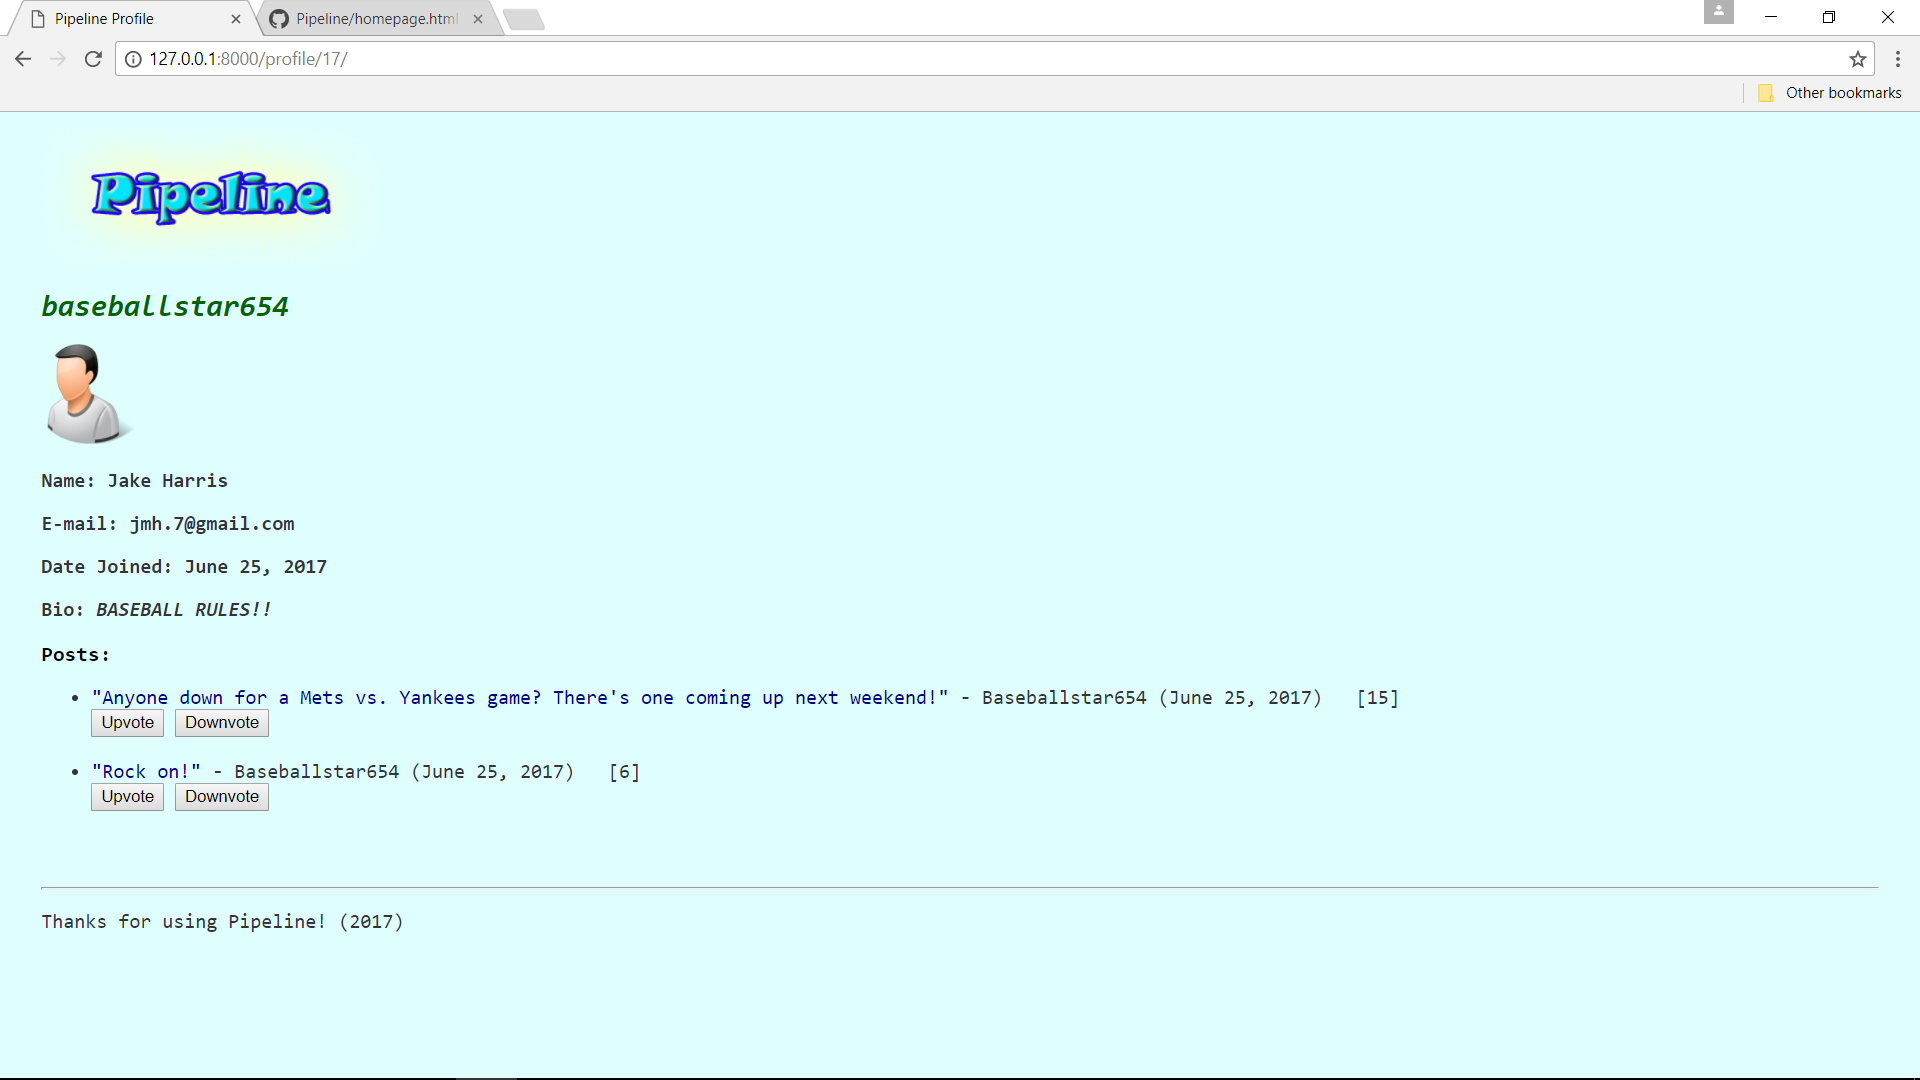 Pipeline Profile
Pipeline/homepage.html
127.0.0.1:8000/profile/17/
Other bookmarks
Pipeline
baseballstar654
Name: Jake Harris
E-mail: jmh.7@gmail.com
Date Joined: June 25, 2017
Bio: BASEBALL RULES!!
Posts:
"Anyone down for a Mets vs. Yankees game? There's one coming up next weekend!" - Baseballstar654 (June 25, 2017) [15]
Upvote Downvote
"Rock on!" - Baseballstar654 (June 25, 2017) [6]
Upvote Downvote
Thanks for using Pipeline! (2017)